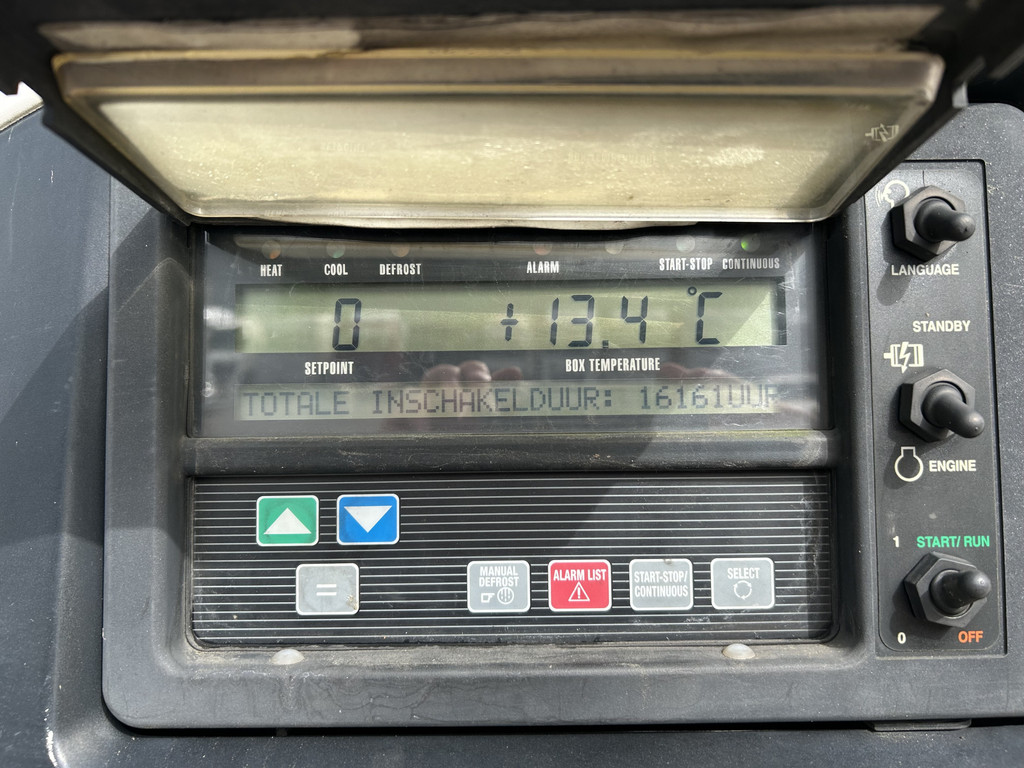 HEAT COOL DEFROST ALARM START-STOP CONTINUOUS
0 +13.4 °C
SETPOINT BOX TEMPERATURE
TOTALE INSCHAKELDUUR: 16161UUR
MANUAL DEFROST
ALARM LIST
START-STOP/ CONTINUOUS
SELECT
=
LANGUAGE
STANDBY
ENGINE
1 START/ RUN
0 OFF